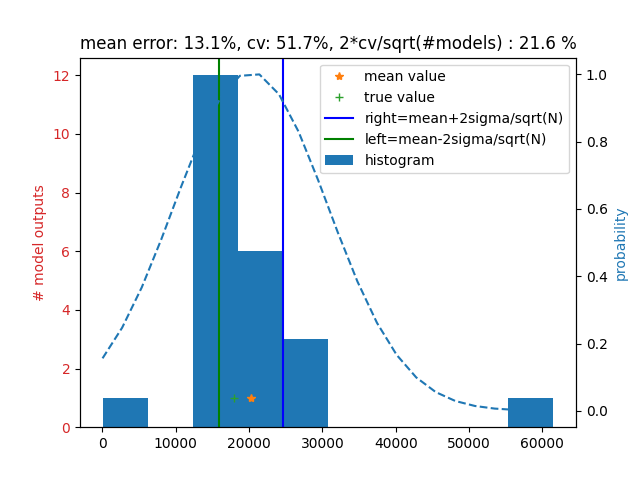 mean error: 13.1%, cv: 51.7%, 2*cv/sqrt(#models) : 21.6 %
mean value
true value
right=mean+2sigma/sqrt(N)
left=mean-2sigma/sqrt(N)
histogram
# model outputs
12
10
8
6
4
2
0
probability
1.0
0.8
0.6
0.4
0.2
0.0
0 10000 20000 30000 40000 50000 60000